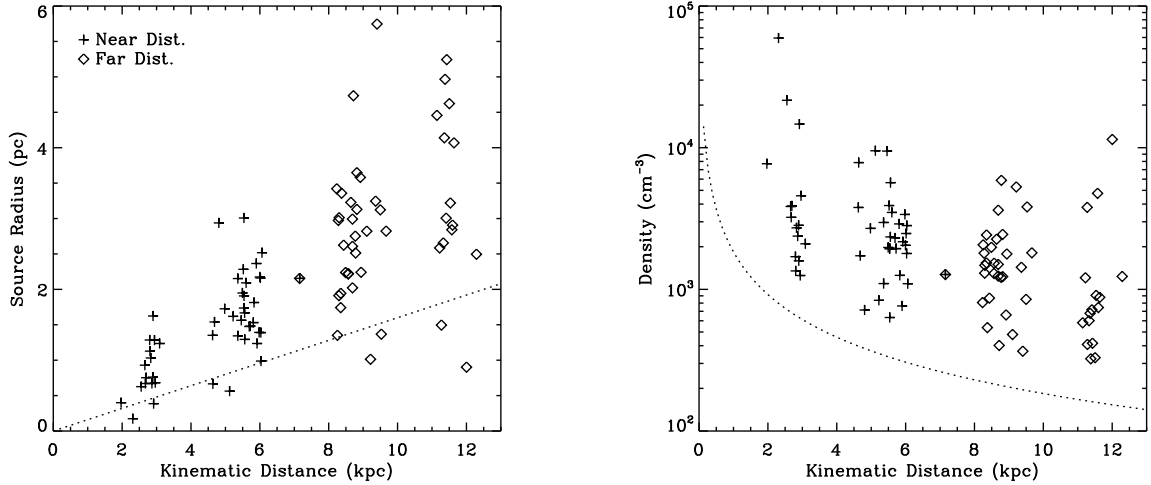 6
4
2
0
Source Radius (pc)
+ Near Dist.
◇ Far Dist.
0 2 4 6 8 10 12
Kinematic Distance (kpc)
10^5
10^4
10^3
10^2
Density (cm^-3)
0 2 4 6 8 10 12
Kinematic Distance (kpc)